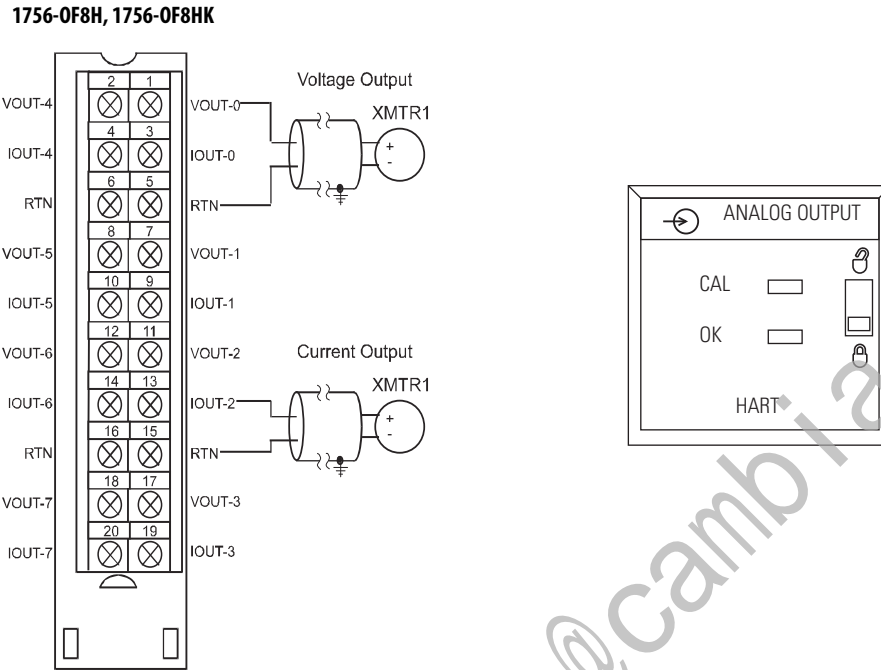 1756-OF8H, 1756-OF8HK
Voltage Output
XMTR1
+
-
2 1
VOUT-4 VOUT-0
4 3
IOUT-4 IOUT-0
6 5
RTN RTN
8 7
VOUT-5 VOUT-1
10 9
IOUT-5 IOUT-1
12 11
VOUT-6 VOUT-2
14 13
IOUT-6 IOUT-2
16 15
RTN RTN
18 17
VOUT-7 VOUT-3
20 19
IOUT-7 IOUT-3
Current Output
XMTR1
+
-
ANALOG OUTPUT
CAL
OK
HART
@cambia